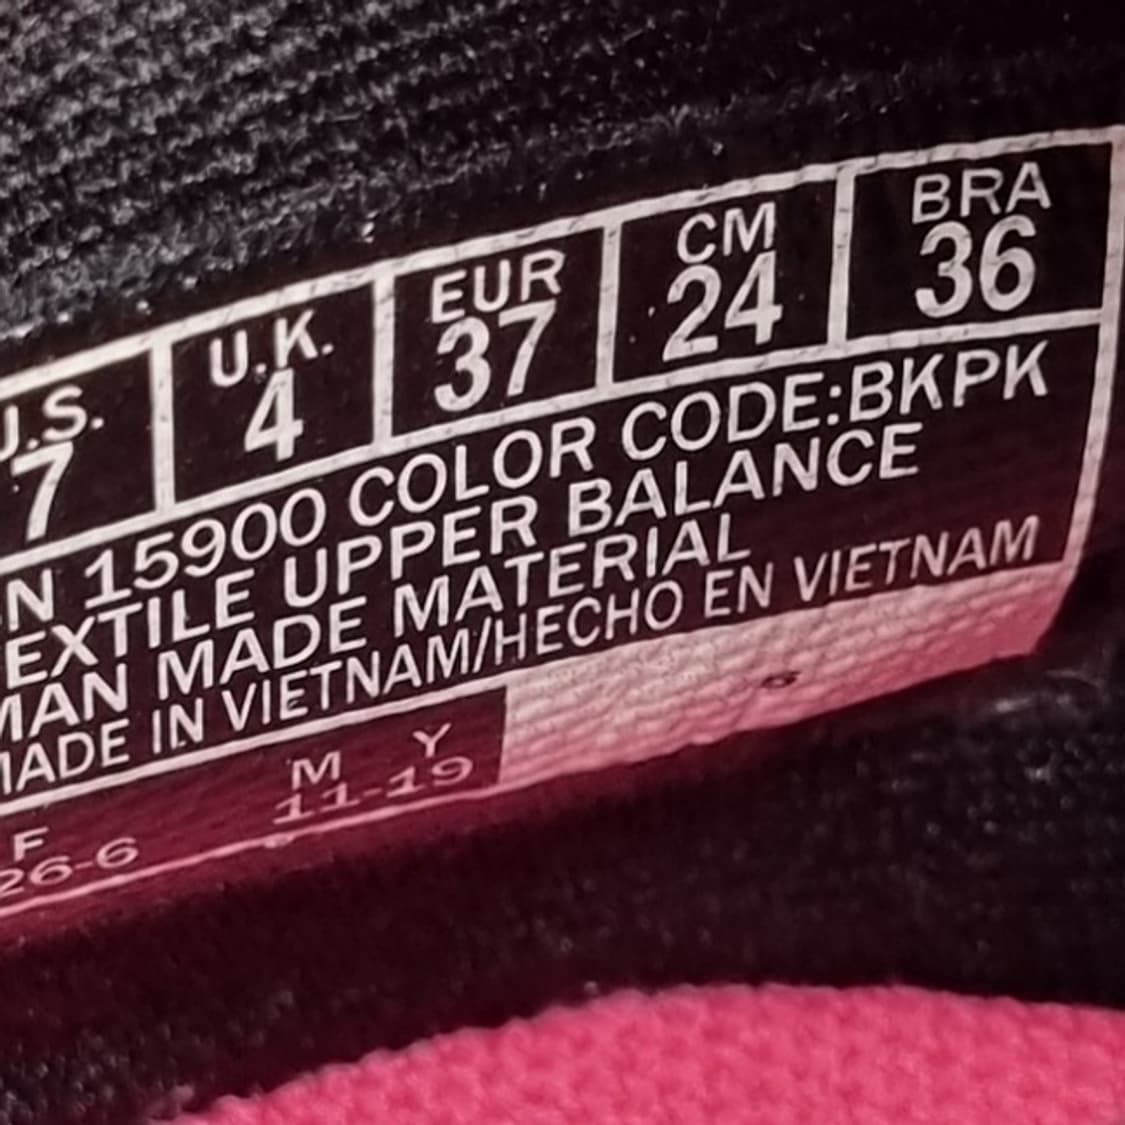 U.S. U.K. EUR CM BRA
7 4 37 24 36
N 15900 COLOR CODE:BKPK
EXTILE UPPER BALANCE
MAN MADE MATERIAL
MADE IN VIETNAM/HECHO EN VIETNAM
F M Y
26-6 11-19